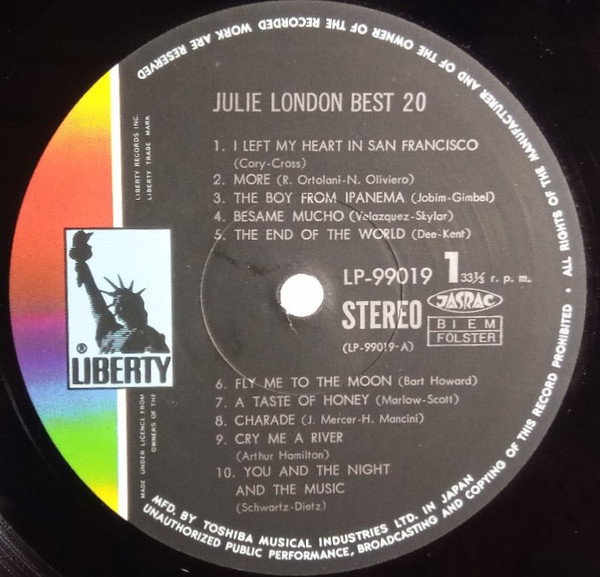 ALL RIGHTS OF THE MANUFACTURER AND OF THE OWNER OF THE RECORDED WORK ARE RESERVED
JULIE LONDON BEST 20
1. I LEFT MY HEART IN SAN FRANCISCO
(Cory-Cross)
2. MORE (R. Ortolani-N. Oliviero)
3. THE BOY FROM IPANEMA (Jobim-Gimbel)
4. BESAME MUCHO (Velazquez-Skylar)
5. THE END OF THE WORLD (Dee-Kent)
LIBERTY RECORDS INC.
LIBERTY TRADE MARK
LP-99019 1 33⅓ r. p. m.
STEREO JASRAC
BIEM
FOLSTER
(LP-99019-A)
® LIBERTY
6. FLY ME TO THE MOON (Bart Howard)
7. A TASTE OF HONEY (Marlow-Scott)
8. CHARADE (J. Mercer-H. Mancini)
9. CRY ME A RIVER
(Arthur Hamilton)
10. YOU AND THE NIGHT
AND THE MUSIC
(Schwartz-Dietz)
MADE UNDER LICENCE FROM
OWNERS OF THE
MFD. BY TOSHIBA MUSICAL INDUSTRIES LTD. IN JAPAN
UNAUTHORIZED PUBLIC PERFORMANCE, BROADCASTING AND COPYING OF THIS RECORD PROHIBITED